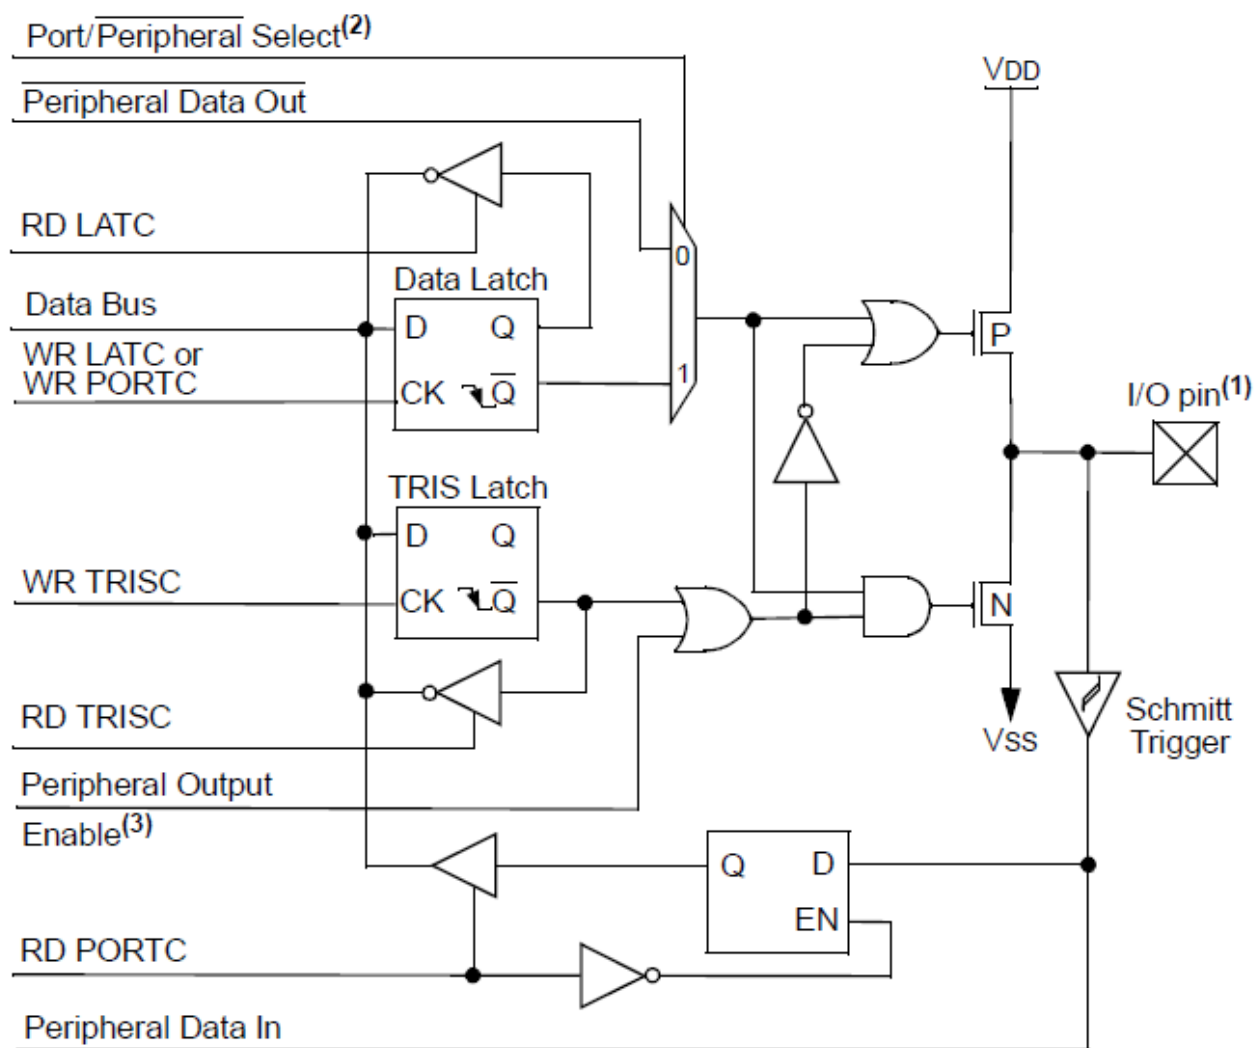 Port/Peripheral Select(2)
Peripheral Data Out
VDD
RD LATC
Data Latch
Data Bus
D Q
WR LATC or
WR PORTC
CK Q
0
1
P
I/O pin(1)
TRIS Latch
D Q
WR TRISC
CK Q
N
RD TRISC
VSS
Schmitt
Trigger
Peripheral Output
Enable(3)
Q D
EN
RD PORTC
Peripheral Data In